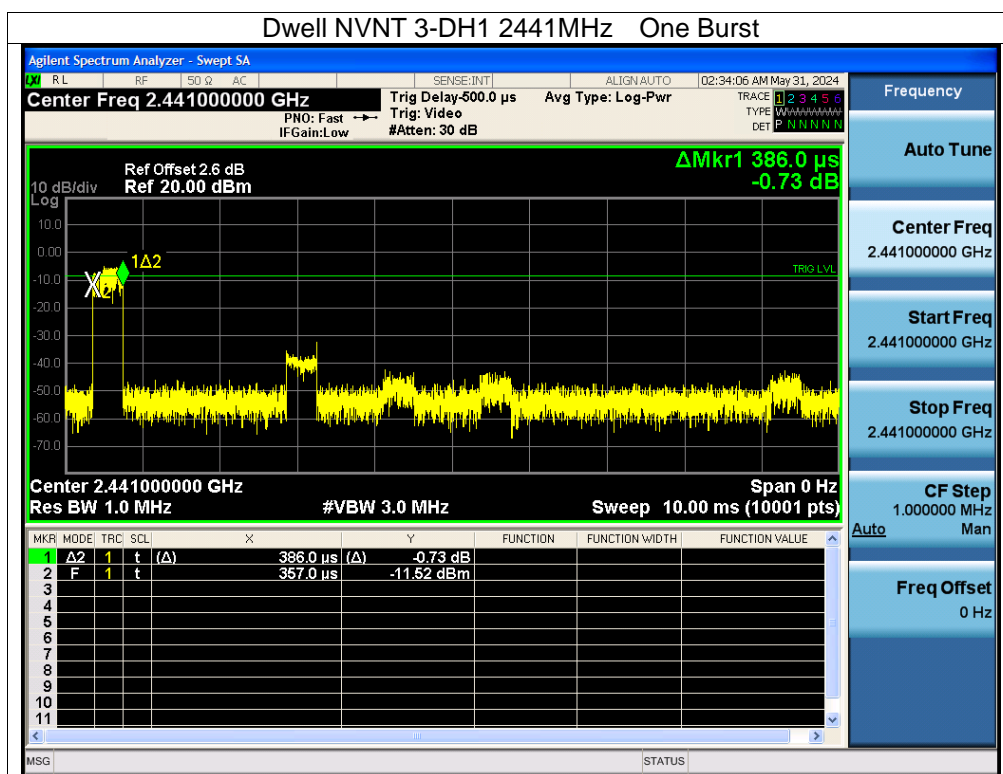 Dwell NVNT 3-DH1 2441MHz One Burst
Agilent Spectrum Analyzer - Swept SA
LXI RL RF 50 Ω AC SENSE:INT ALIGN AUTO 02:34:06 AM May 31, 2024
Center Freq 2.441000000 GHz
PNO: Fast
IFGain:Low
Trig Delay-500.0 µs
Trig: Video
#Atten: 30 dB
Avg Type: Log-Pwr
TRACE 1 2 3 4 5 6
TYPE WWWWWW
DET P N N N N N
Ref Offset 2.6 dB
10 dB/div Ref 20.00 dBm
Log
ΔMkr1 386.0 µs
-0.73 dB
10.0
0.00
-10.0
-20.0
-30.0
-40.0
-50.0
-60.0
-70.0
1Δ2
2
TRIG LVL
Center 2.441000000 GHz Span 0 Hz
Res BW 1.0 MHz #VBW 3.0 MHz Sweep 10.00 ms (10001 pts)
MKR MODE TRC SCL X Y FUNCTION FUNCTION WIDTH FUNCTION VALUE
1 Δ2 1 t (Δ) 386.0 µs (Δ) -0.73 dB
2 F 1 t 357.0 µs -11.52 dBm
3
4
5
6
7
8
9
10
11
MSG STATUS
Frequency
Auto Tune
Center Freq
2.441000000 GHz
Start Freq
2.441000000 GHz
Stop Freq
2.441000000 GHz
CF Step
1.000000 MHz
Auto Man
Freq Offset
0 Hz